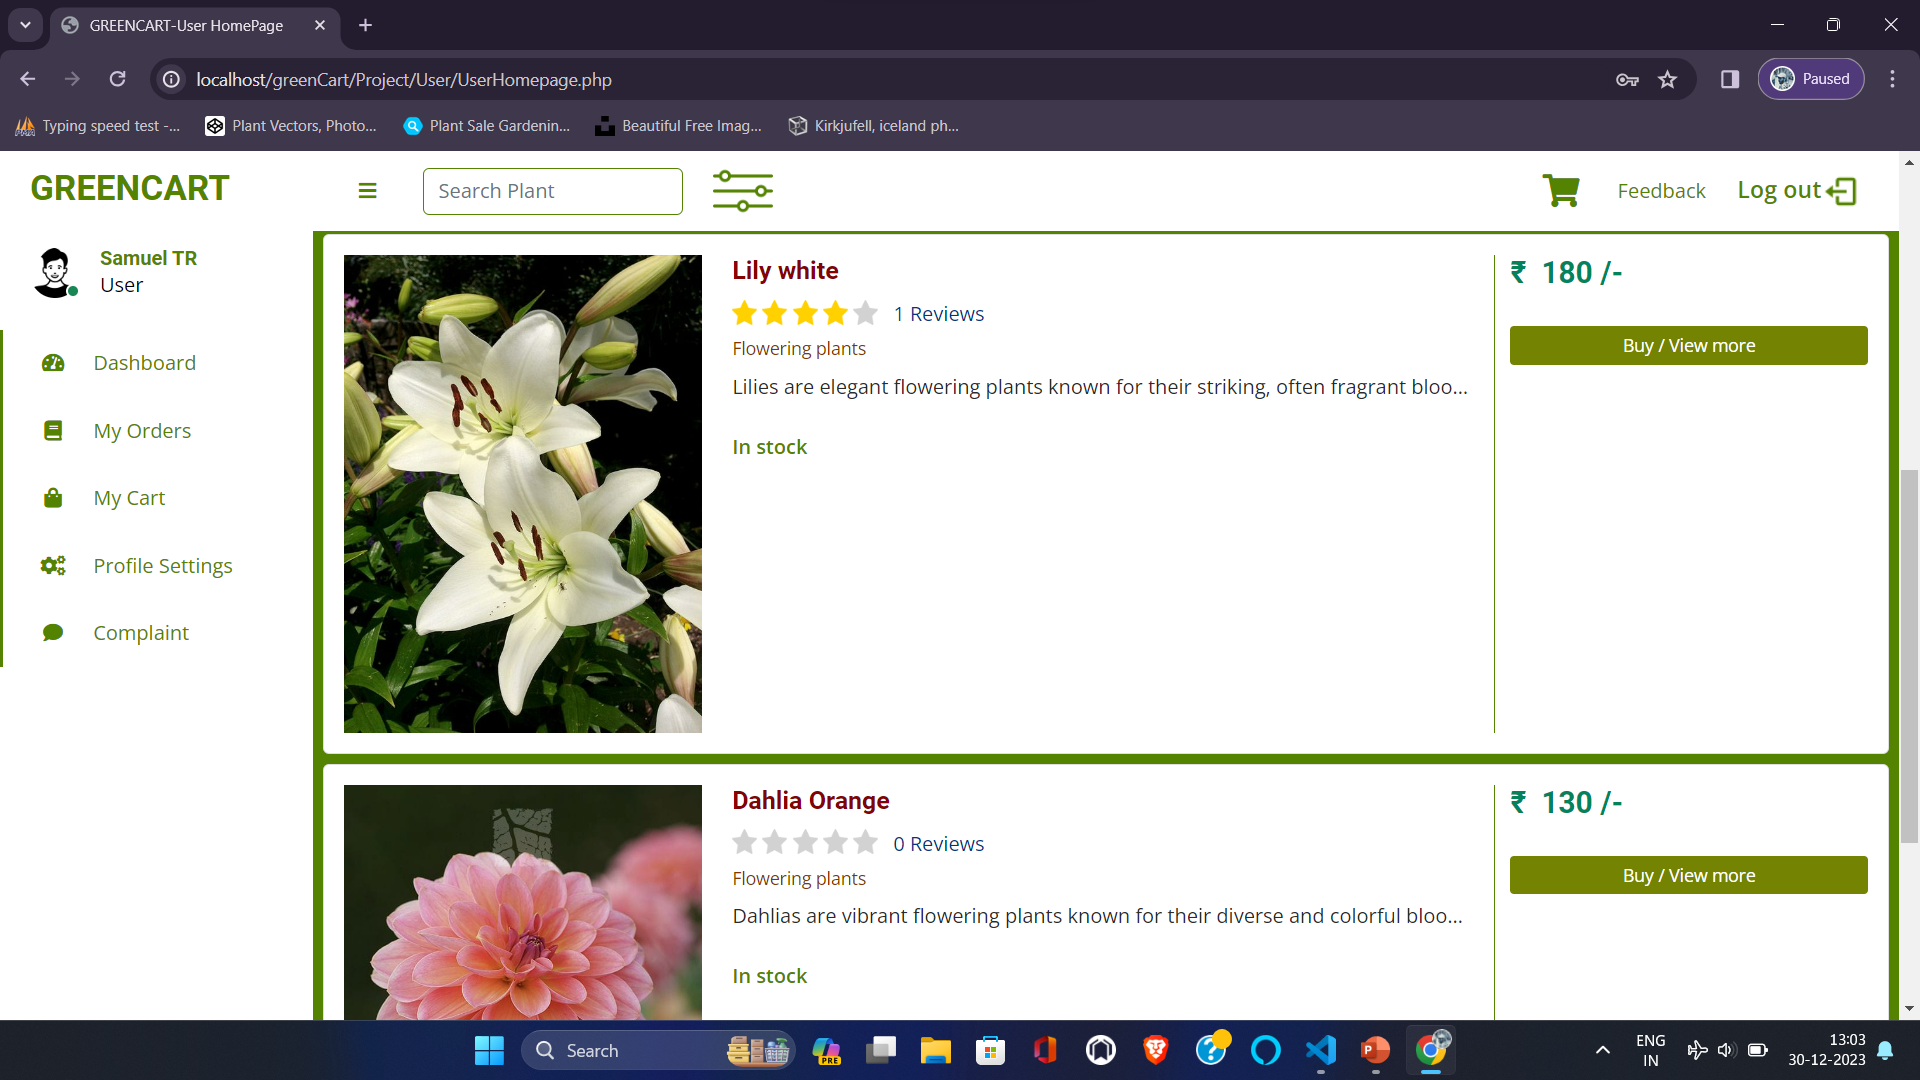 GREENCART-User HomePage
localhost/greenCart/Project/User/UserHomepage.php
Paused
Typing speed test -...
Plant Vectors, Photo...
Plant Sale Gardenin...
Beautiful Free Imag...
Kirkjufell, iceland ph...
GREENCART
Search Plant
Feedback
Log out
Samuel TR
User
Dashboard
My Orders
My Cart
Profile Settings
Complaint
Lily white
1 Reviews
Flowering plants
Lilies are elegant flowering plants known for their striking, often fragrant bloo...
In stock
₹ 180 /-
Buy / View more
Dahlia Orange
0 Reviews
Flowering plants
Dahlias are vibrant flowering plants known for their diverse and colorful bloo...
In stock
₹ 130 /-
Buy / View more
Search
PRE
ENG
IN
13:03
30-12-2023